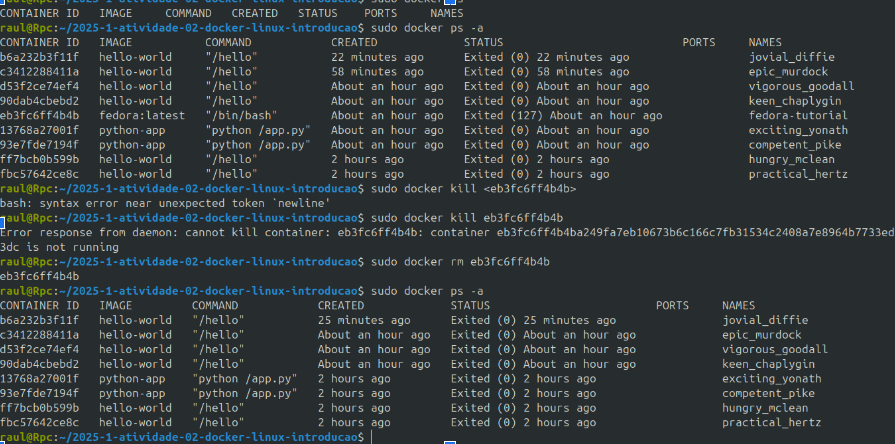 CONTAINER ID IMAGE COMMAND CREATED STATUS PORTS NAMES
raul@Rpc:~/2025-1-atividade-02-docker-linux-introducao$ sudo docker ps -a
CONTAINER ID IMAGE COMMAND CREATED STATUS PORTS NAMES
b6a232b3f11f hello-world "/hello" 22 minutes ago Exited (0) 22 minutes ago jovial_diffie
c3412288411a hello-world "/hello" 58 minutes ago Exited (0) 58 minutes ago epic_murdock
d53f2ce74ef4 hello-world "/hello" About an hour ago Exited (0) About an hour ago vigorous_goodall
90dab4cbebd2 hello-world "/hello" About an hour ago Exited (0) About an hour ago keen_chaplygin
eb3fc6ff4b4b fedora:latest "/bin/bash" About an hour ago Exited (127) About an hour ago fedora-tutorial
13768a27001f python-app "python /app.py" About an hour ago Exited (0) About an hour ago exciting_yonath
93e7fde7194f python-app "python /app.py" About an hour ago Exited (0) About an hour ago competent_pike
ff7bcb0b599b hello-world "/hello" 2 hours ago Exited (0) 2 hours ago hungry_mclean
fbc57642ce8c hello-world "/hello" 2 hours ago Exited (0) 2 hours ago practical_hertz
raul@Rpc:~/2025-1-atividade-02-docker-linux-introducao$ sudo docker kill <eb3fc6ff4b4b>
bash: syntax error near unexpected token `newline'
raul@Rpc:~/2025-1-atividade-02-docker-linux-introducao$ sudo docker kill eb3fc6ff4b4b
Error response from daemon: cannot kill container: eb3fc6ff4b4b: container eb3fc6ff4b4ba249fa7eb10673b6c166c7fb31534c2408a7e8964b7733ed
3dc is not running
raul@Rpc:~/2025-1-atividade-02-docker-linux-introducao$ sudo docker rm eb3fc6ff4b4b
eb3fc6ff4b4b
raul@Rpc:~/2025-1-atividade-02-docker-linux-introducao$ sudo docker ps -a
CONTAINER ID IMAGE COMMAND CREATED STATUS PORTS NAMES
b6a232b3f11f hello-world "/hello" 25 minutes ago Exited (0) 25 minutes ago jovial_diffie
c3412288411a hello-world "/hello" About an hour ago Exited (0) About an hour ago epic_murdock
d53f2ce74ef4 hello-world "/hello" About an hour ago Exited (0) About an hour ago vigorous_goodall
90dab4cbebd2 hello-world "/hello" About an hour ago Exited (0) About an hour ago keen_chaplygin
13768a27001f python-app "python /app.py" 2 hours ago Exited (0) 2 hours ago exciting_yonath
93e7fde7194f python-app "python /app.py" 2 hours ago Exited (0) 2 hours ago competent_pike
ff7bcb0b599b hello-world "/hello" 2 hours ago Exited (0) 2 hours ago hungry_mclean
fbc57642ce8c hello-world "/hello" 2 hours ago Exited (0) 2 hours ago practical_hertz
raul@Rpc:~/2025-1-atividade-02-docker-linux-introducao$